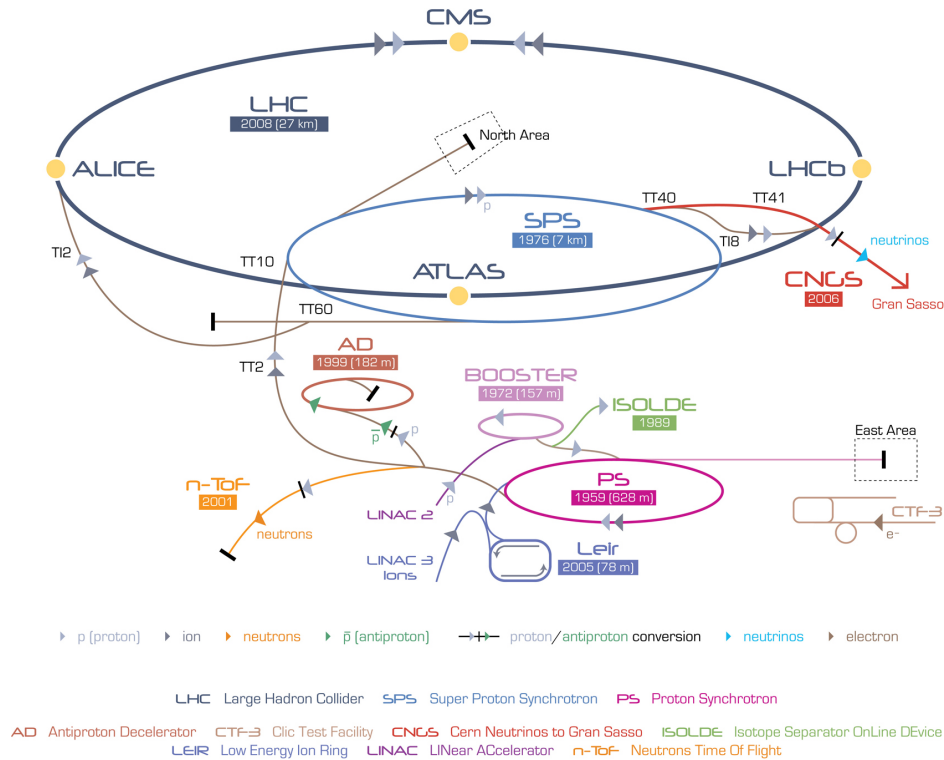 CMS
LHC
2008 (27 km)
North Area
ALICE
LHCb
TT40
TT41
p
SPS
1976 (7 km)
TI8
neutrinos
TI2
TT10
ATLAS
CNGS
2006
Gran Sasso
TT60
AD
1999 (182 m)
TT2
BOOSTER
1972 (157 m)
ISOLDE
1989
p
p̄
East Area
n-ToF
2001
PS
1959 (628 m)
p
LINAC 2
neutrons
CTF-3
e-
LINAC 3
Ions
Leir
2005 (78 m)
p (proton)
ion
neutrons
p̄ (antiproton)
proton/antiproton conversion
neutrinos
electron
LHC Large Hadron Collider
SPS Super Proton Synchrotron
PS Proton Synchrotron
AD Antiproton Decelerator
CTF-3 Clic Test Facility
CNGS Cern Neutrinos to Gran Sasso
ISOLDE Isotope Separator OnLine DEvice
LEIR Low Energy Ion Ring
LINAC LINear ACcelerator
n-ToF Neutrons Time Of Flight